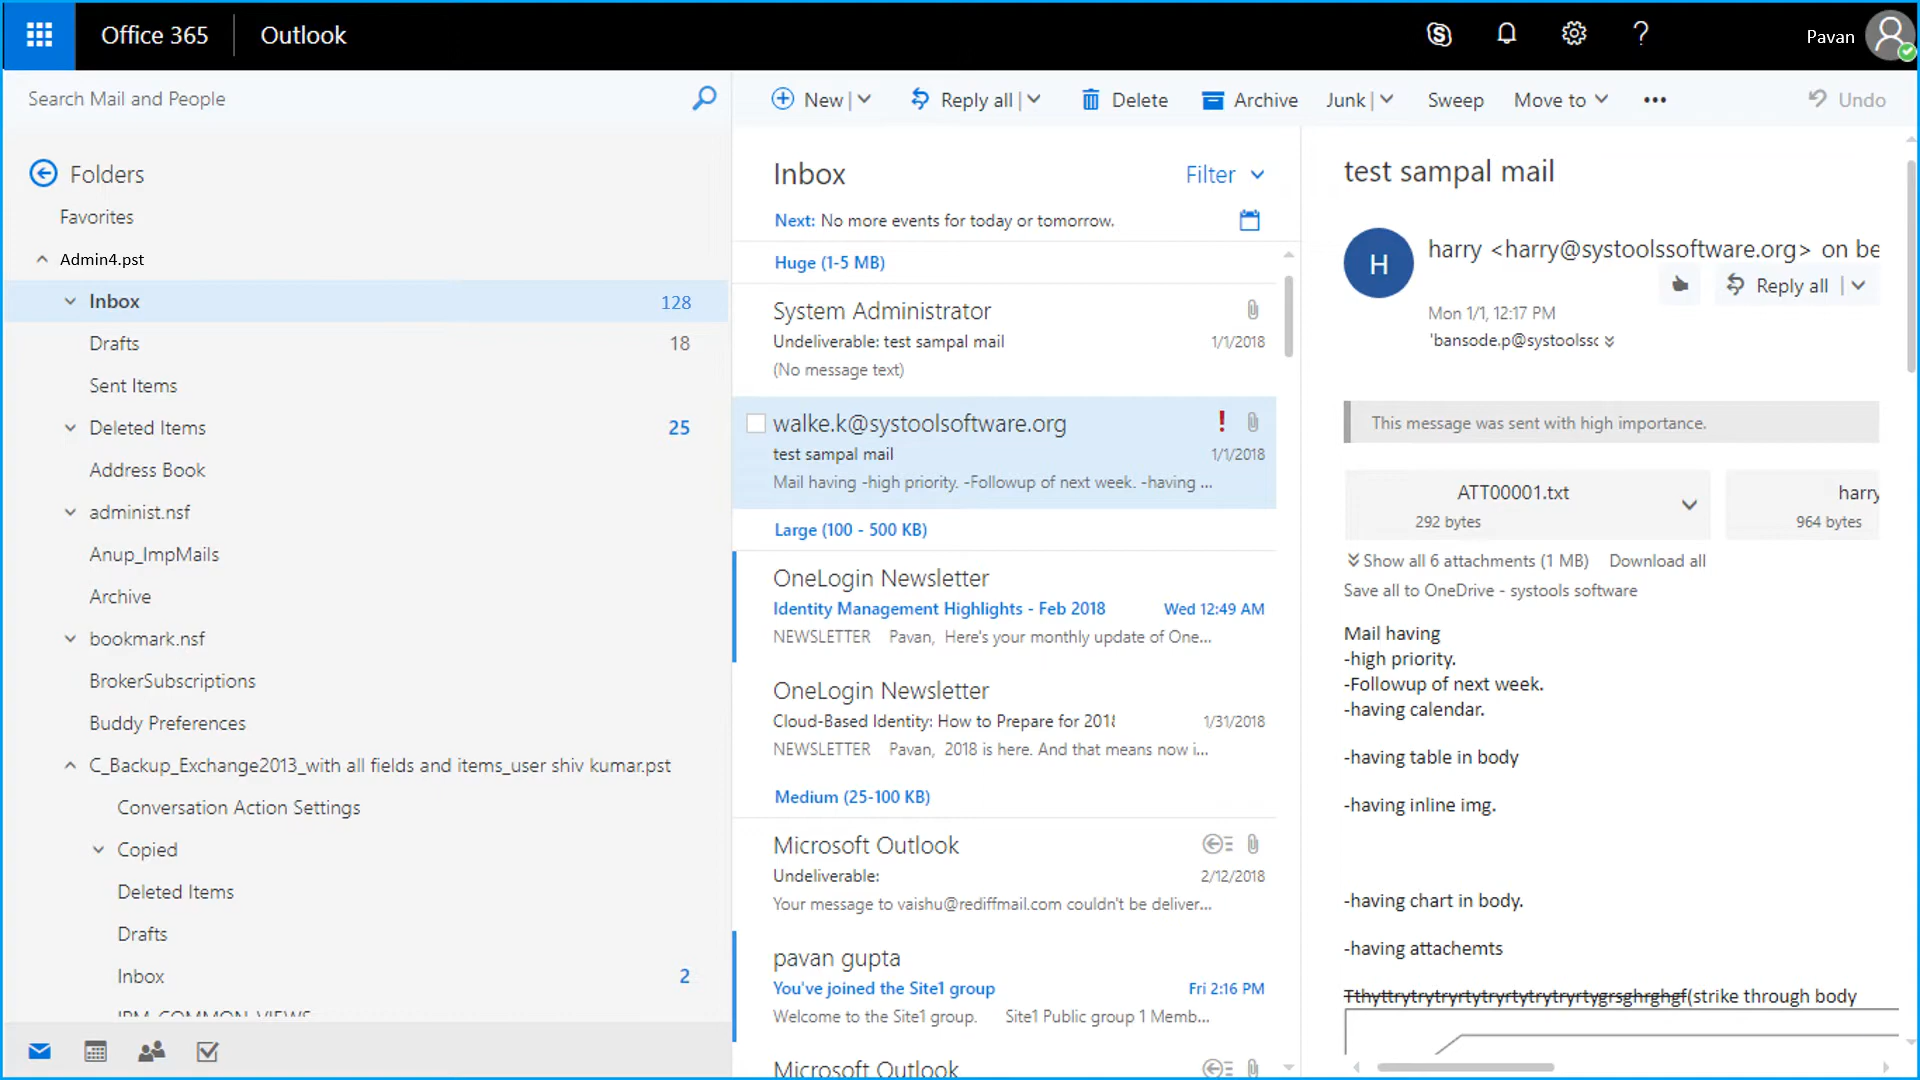 Office 365
Outlook
Pavan
Search Mail and People
New
Reply all
Delete
Archive
Junk
Sweep
Move to
Undo
Folders
Favorites
Admin4.pst
Inbox 128
Drafts 18
Sent Items
Deleted Items 25
Address Book
administ.nsf
Anup_ImpMails
Archive
bookmark.nsf
BrokerSubscriptions
Buddy Preferences
C_Backup_Exchange2013_with all fields and items_user shiv kumar.pst
Conversation Action Settings
Copied
Deleted Items
Drafts
Inbox 2
Inbox Filter
Next: No more events for today or tomorrow.
Huge (1-5 MB)
System Administrator
Undeliverable: test sampal mail 1/1/2018
(No message text)
walke.k@systoolsoftware.org !
test sampal mail 1/1/2018
Mail having -high priority. -Followup of next week. -having ...
Large (100 - 500 KB)
OneLogin Newsletter
Identity Management Highlights - Feb 2018 Wed 12:49 AM
NEWSLETTER Pavan, Here's your monthly update of One...
OneLogin Newsletter
Cloud-Based Identity: How to Prepare for 2018 1/31/2018
NEWSLETTER Pavan, 2018 is here. And that means now i...
Medium (25-100 KB)
Microsoft Outlook
Undeliverable: 2/12/2018
Your message to vaishu@rediffmail.com couldn't be deliver...
pavan gupta
You've joined the Site1 group Fri 2:16 PM
Welcome to the Site1 group. Site1 Public group 1 Memb...
Microsoft Outlook
test sampal mail
H
harry <harry@systoolssoftware.org> on be
Reply all
Mon 1/1, 12:17 PM
'bansode.p@systoolssc
This message was sent with high importance.
ATT00001.txt
292 bytes
harry
964 bytes
Show all 6 attachments (1 MB) Download all
Save all to OneDrive - systools software
Mail having
-high priority.
-Followup of next week.
-having calendar.
-having table in body
-having inline img.
-having chart in body.
-having attachemts
(strike through body